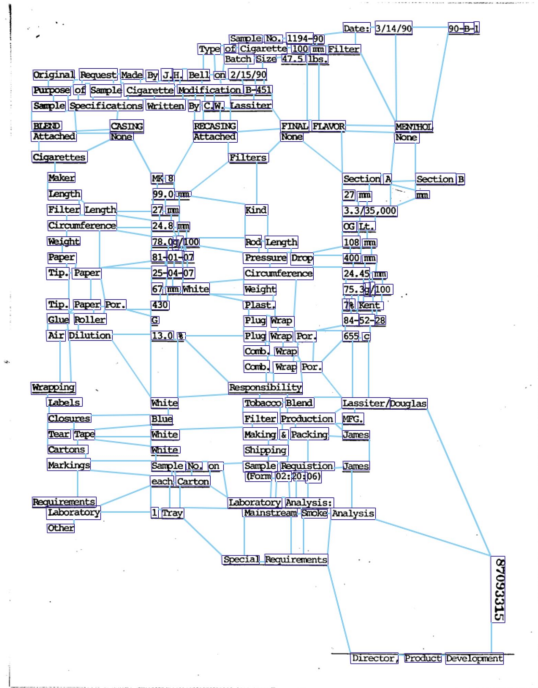 Date: 3/14/90 90-B-1
Sample No. 1194-90
Type of Cigarette 100 mm Filter
Batch Size 47.5 lbs.
Original Request Made By J.H. Bell on 2/15/90
Purpose of Sample Cigarette Modification B-451
Sample Specifications Written By C.W. Lassiter
BLEND CASING RECASING FINAL FLAVOR MENTHOL
Attached None Attached None None
Cigarettes Filters
Maker MK 8 Section A Section B
Length 99.0 mm 27 mm mm
Filter Length 27 mm Kind 3.3/35,000
Circumference 24.8 mm OG Lt.
Weight 78.0g/100 Rod Length 108 mm
Paper 81-01-07 Pressure Drop 400 mm
Tip. Paper 25-04-07 Circumference 24.45 mm
67 mm White Weight 75.3g/100
Tip. Paper Por. 430 Plast. 7% Kent
Glue Roller G Plug Wrap 84-52-28
Air Dilution 13.0 % Plug Wrap Por. 655 c
Comb. Wrap
Comb. Wrap Por.
Wrapping Responsibility
Labels White Tobacco Blend Lassiter/Douglas
Closures Blue Filter Production MFG.
Tear Tape White Making & Packing James
Cartons White Shipping
Markings Sample No. on Sample Requistion James
each Carton (Form 02:20:06)
Requirements Laboratory Analysis:
Laboratory 1 Tray Mainstream Smoke Analysis
Other
Special Requirements
87093315
Director, Product Development